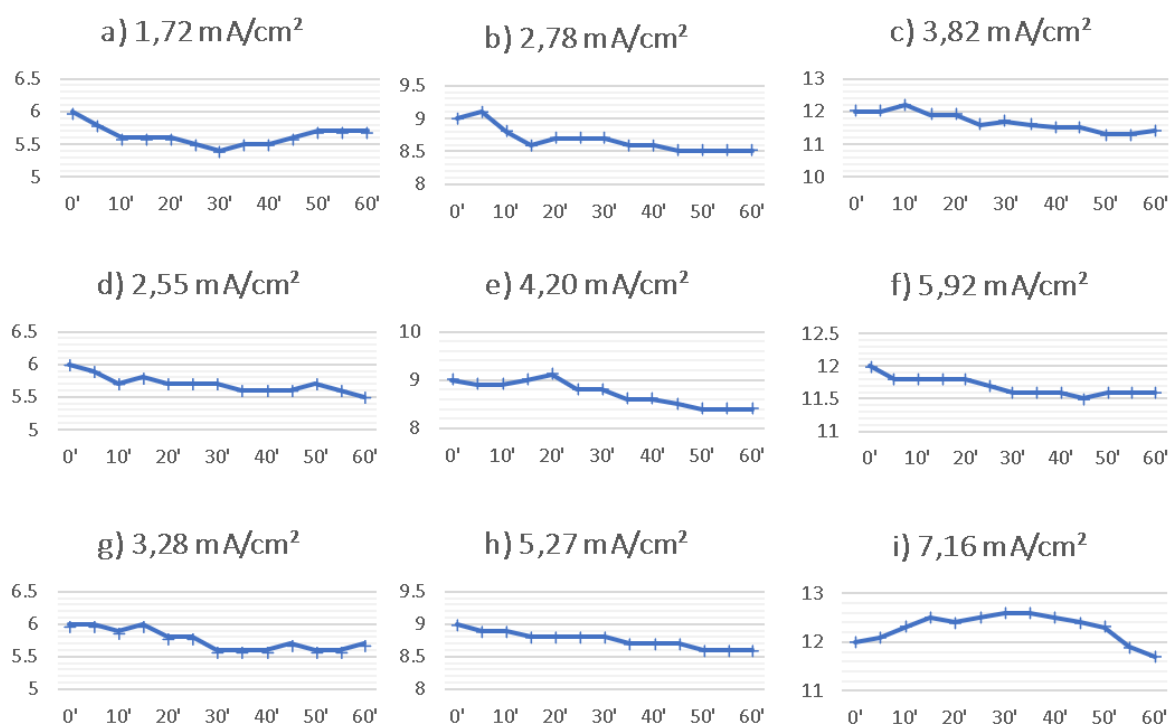 a) 1,72 mA/cm²
b) 2,78 mA/cm²
c) 3,82 mA/cm²
6.5
6
5.5
5
0' 10' 20' 30' 40' 50' 60'
9.5
9
8.5
8
0' 10' 20' 30' 40' 50' 60'
13
12
11
10
0' 10' 20' 30' 40' 50' 60'
d) 2,55 mA/cm²
e) 4,20 mA/cm²
f) 5,92 mA/cm²
6.5
6
5.5
5
0' 10' 20' 30' 40' 50' 60'
10
9
8
0' 10' 20' 30' 40' 50' 60'
12.5
12
11.5
11
0' 10' 20' 30' 40' 50' 60'
g) 3,28 mA/cm²
h) 5,27 mA/cm²
i) 7,16 mA/cm²
6.5
6
5.5
5
0' 10' 20' 30' 40' 50' 60'
9.5
9
8.5
8
0' 10' 20' 30' 40' 50' 60'
13
12
11
0' 10' 20' 30' 40' 50' 60'